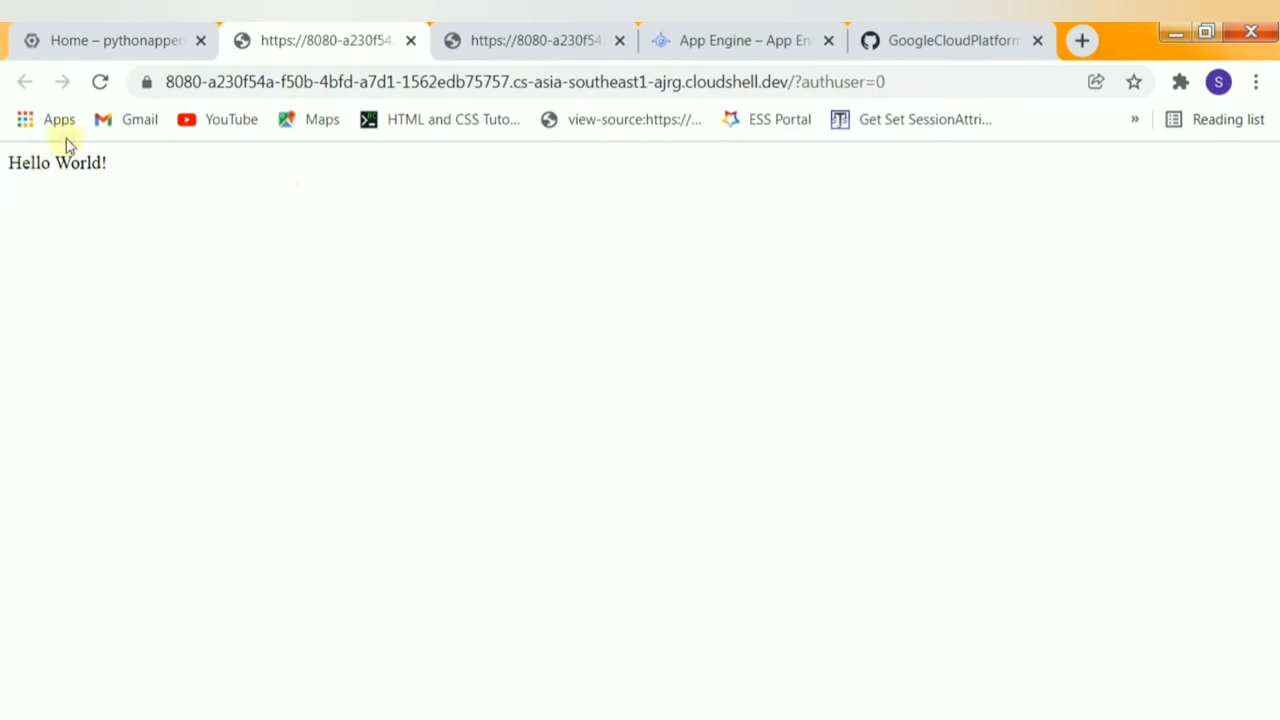 Home – pythonapper
https://8080-a230f54
https://8080-a230f54
App Engine – App En
GoogleCloudPlatform
8080-a230f54a-f50b-4bfd-a7d1-1562edb75757.cs-asia-southeast1-ajrg.cloudshell.dev/?authuser=0
S
Apps
Gmail
YouTube
Maps
HTML and CSS Tuto...
view-source:https://...
ESS Portal
Get Set SessionAttri...
»
Reading list
Hello World!